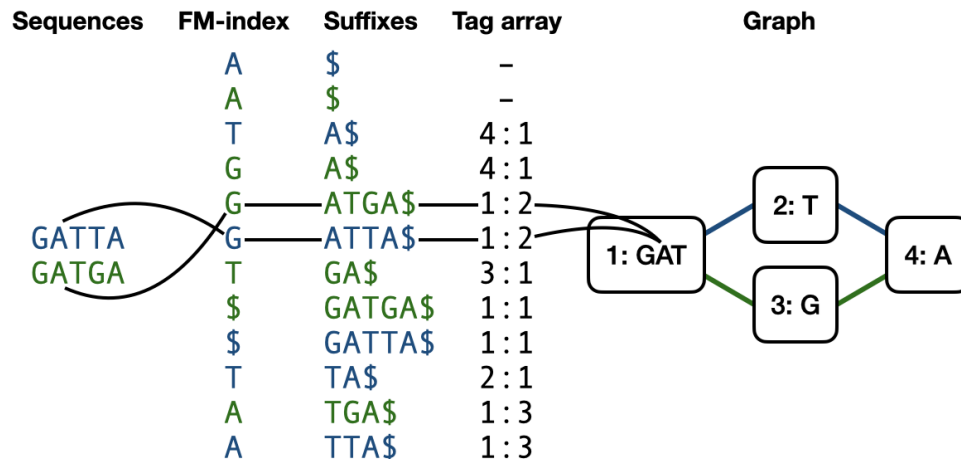 Sequences FM-index Suffixes Tag array Graph
A $ –
A $ –
T A$ 4:1
G A$ 4:1
G ATGA$ 1:2 2: T
GATTA G ATTA$ 1:2 1: GAT 4: A
GATGA T GA$ 3:1
$ GATGA$ 1:1 3: G
$ GATTA$ 1:1
T TA$ 2:1
A TGA$ 1:3
A TTA$ 1:3